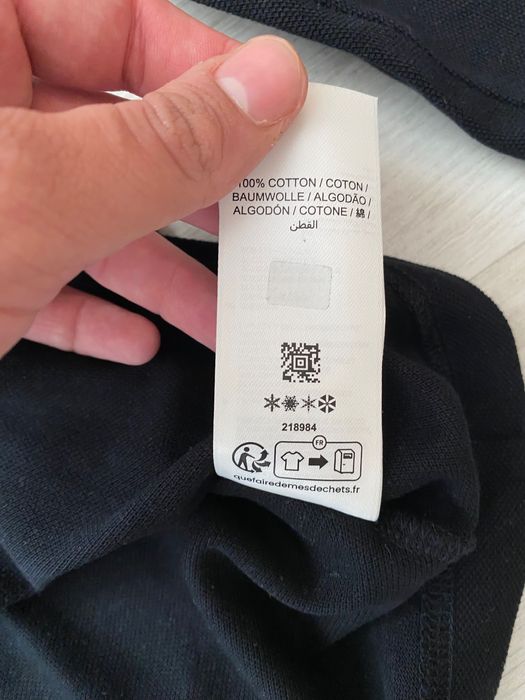 100% COTTON / COTON /
BAUMWOLLE / ALGODÃO /
ALGODÓN / COTONE / 綿 /
القطن
218984
FR
quefairedemesdechets.fr